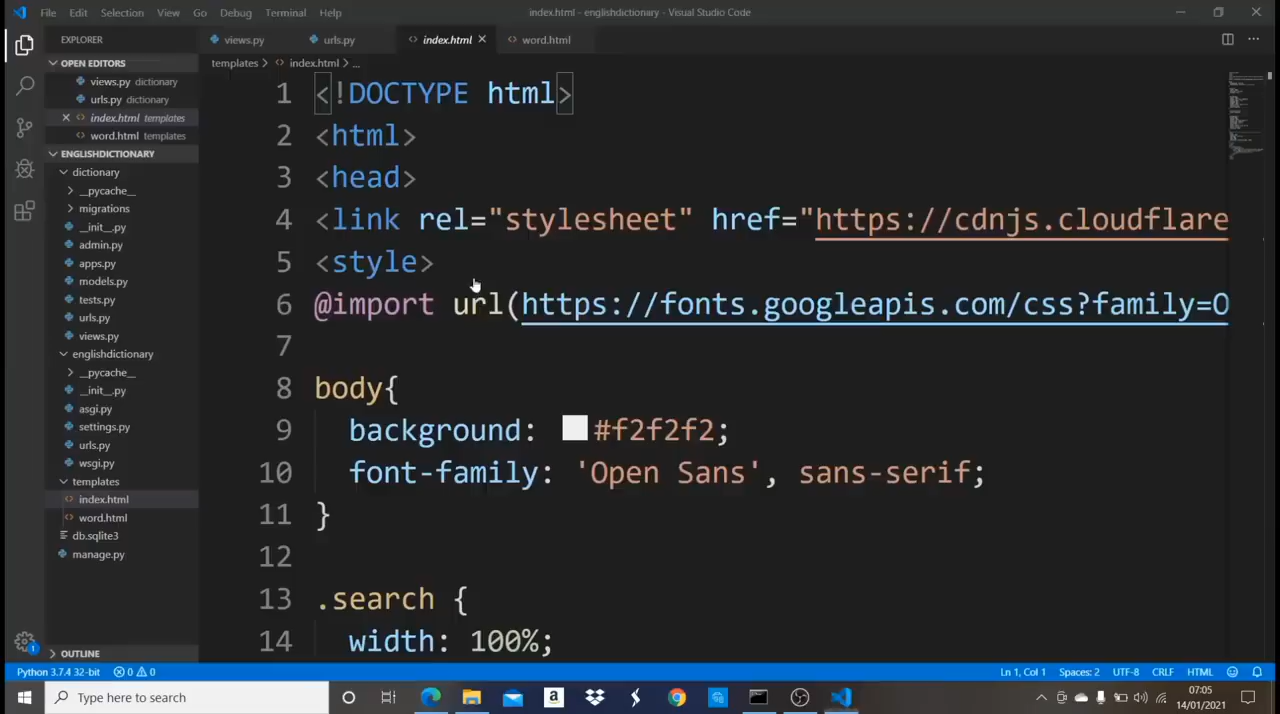 File Edit Selection View Go Debug Terminal Help
index.html - englishdictionary - Visual Studio Code
EXPLORER
views.py urls.py index.html word.html
templates > index.html > ...
OPEN EDITORS
views.py dictionary
urls.py dictionary
index.html templates
word.html templates
ENGLISHDICTIONARY
dictionary
__pycache__
migrations
__init__.py
admin.py
apps.py
models.py
tests.py
urls.py
views.py
englishdictionary
__pycache__
__init__.py
asgi.py
settings.py
urls.py
wsgi.py
templates
index.html
word.html
db.sqlite3
manage.py
OUTLINE
1 <!DOCTYPE html>
2 <html>
3 <head>
4 <link rel="stylesheet" href="https://cdnjs.cloudflare
5 <style>
6 @import url(https://fonts.googleapis.com/css?family=O
7
8 body{
9 background: #f2f2f2;
10 font-family: 'Open Sans', sans-serif;
11 }
12
13 .search {
14 width: 100%;
Python 3.7.4 32-bit 0 0
Ln 1, Col 1 Spaces: 2 UTF-8 CRLF HTML
Type here to search
07:05
14/01/2021